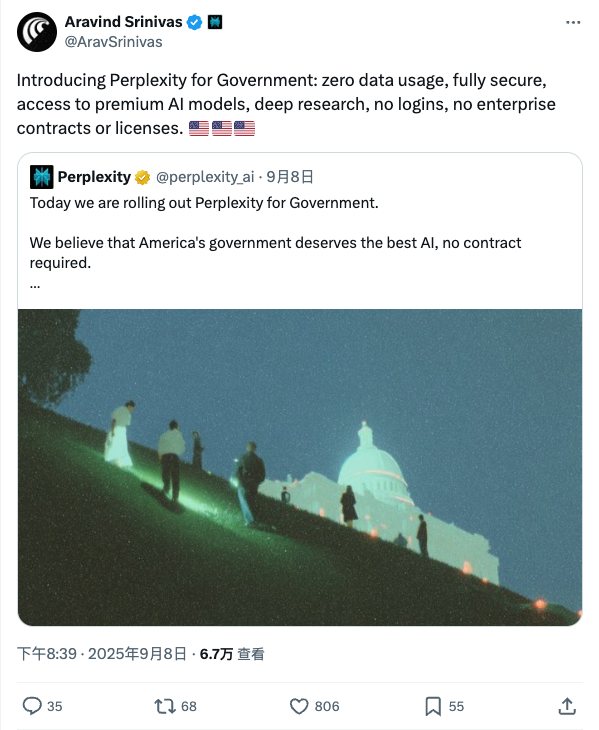 Aravind Srinivas
@AravSrinivas
Introducing Perplexity for Government: zero data usage, fully secure,
access to premium AI models, deep research, no logins, no enterprise
contracts or licenses. 🇺🇸🇺🇸🇺🇸
Perplexity @perplexity_ai · 9月8日
Today we are rolling out Perplexity for Government.
We believe that America's government deserves the best AI, no contract
required.
...
下午8:39 · 2025年9月8日 · 6.7万 查看
35 68 806 55